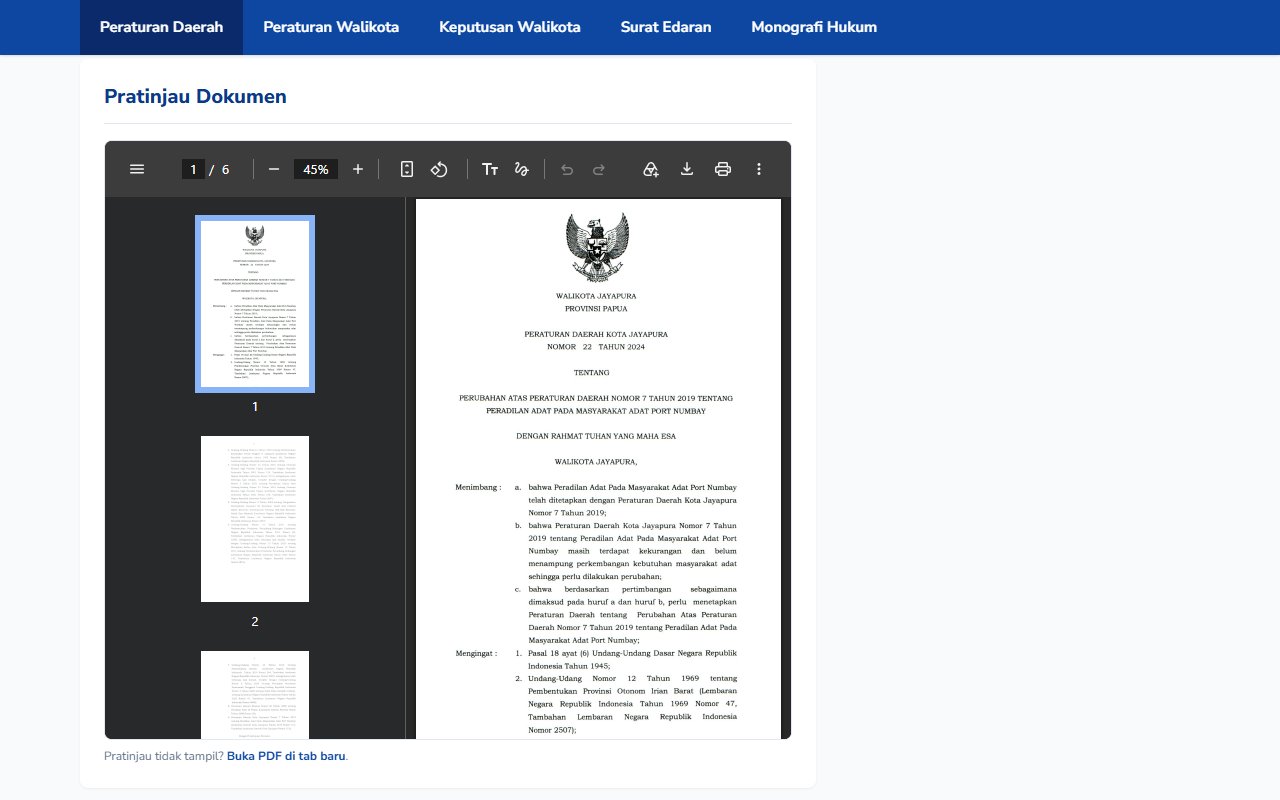 Peraturan Daerah Peraturan Walikota Keputusan Walikota Surat Edaran Monografi Hukum
Pratinjau Dokumen
1 / 6 45%
1
2
WALIKOTA JAYAPURA
PROVINSI PAPUA
PERATURAN DAERAH KOTA JAYAPURA
NOMOR 22 TAHUN 2024
TENTANG
PERUBAHAN ATAS PERATURAN DAERAH NOMOR 7 TAHUN 2019 TENTANG
PERADILAN ADAT PADA MASYARAKAT ADAT PORT NUMBAY
DENGAN RAHMAT TUHAN YANG MAHA ESA
WALIKOTA JAYAPURA,
Menimbang : a. bahwa Peradilan Adat Pada Masyarakat Adat Port Numbay
telah ditetapkan dengan Peraturan Daerah Kota Jayapura
Nomor 7 Tahun 2019;
b. bahwa Peraturan Daerah Kota Jayapura Nomor 7 Tahun
2019 tentang Peradilan Adat Pada Masyarakat Adat Port
Numbay masih terdapat kekurangan dan belum
menampung perkembangan kebutuhan masyarakat adat
sehingga perlu dilakukan perubahan;
c. bahwa berdasarkan pertimbangan sebagaimana
dimaksud pada huruf a dan huruf b, perlu menetapkan
Peraturan Daerah tentang Perubahan Atas Peraturan
Daerah Nomor 7 Tahun 2019 tentang Peradilan Adat Pada
Masyarakat Adat Port Numbay;
Mengingat : 1. Pasal 18 ayat (6) Undang-Undang Dasar Negara Republik
Indonesia Tahun 1945;
2. Undang-Udang Nomor 12 Tahun 1969 tentang
Pembentukan Provinsi Otonom Irian Barat (Lembaran
Negara Republik Indonesia Tahun 1969 Nomor 47,
Tambahan Lembaran Negara Republik Indonesia
Nomor 2507);
Pratinjau tidak tampil? Buka PDF di tab baru.